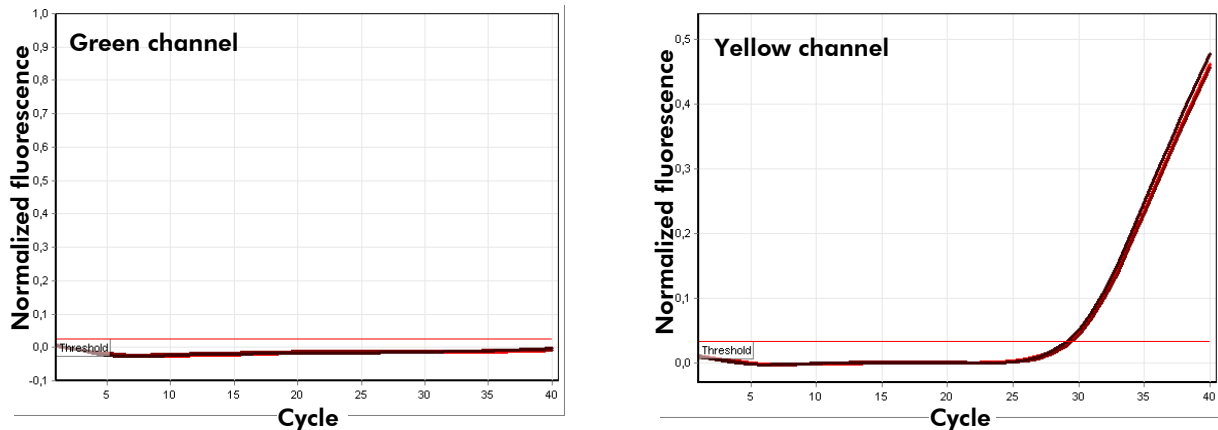 Green channel
Normalized fluorescence
1,0
0,9
0,8
0,7
0,6
0,5
0,4
0,3
0,2
0,1
0,0
-0,1
Threshold
5 10 15 20 25 30 35 40
Cycle
Yellow channel
Normalized fluorescence
0,5
0,4
0,3
0,2
0,1
0,0
Threshold
5 10 15 20 25 30 35 40
Cycle